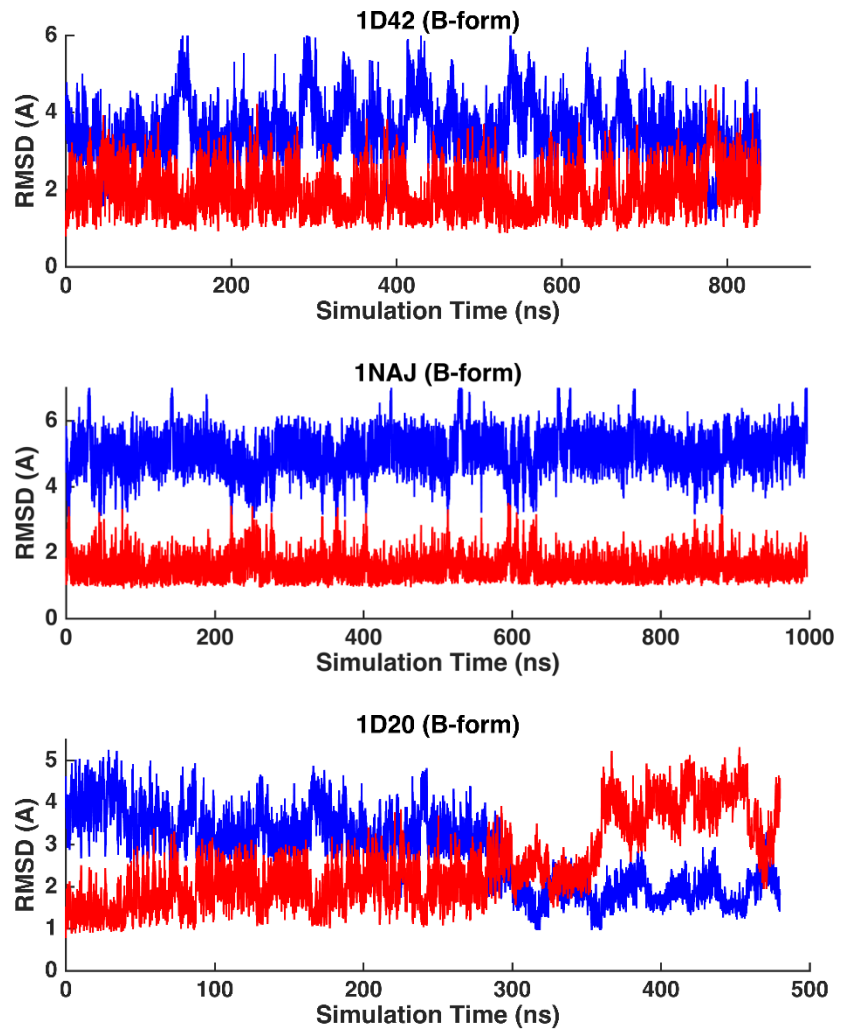 1D42 (B-form)
RMSD (A)
6
4
2
0
0 200 400 600 800
Simulation Time (ns)
1NAJ (B-form)
RMSD (A)
6
4
2
0
0 200 400 600 800 1000
Simulation Time (ns)
1D20 (B-form)
RMSD (A)
5
4
3
2
1
0
0 100 200 300 400 500
Simulation Time (ns)